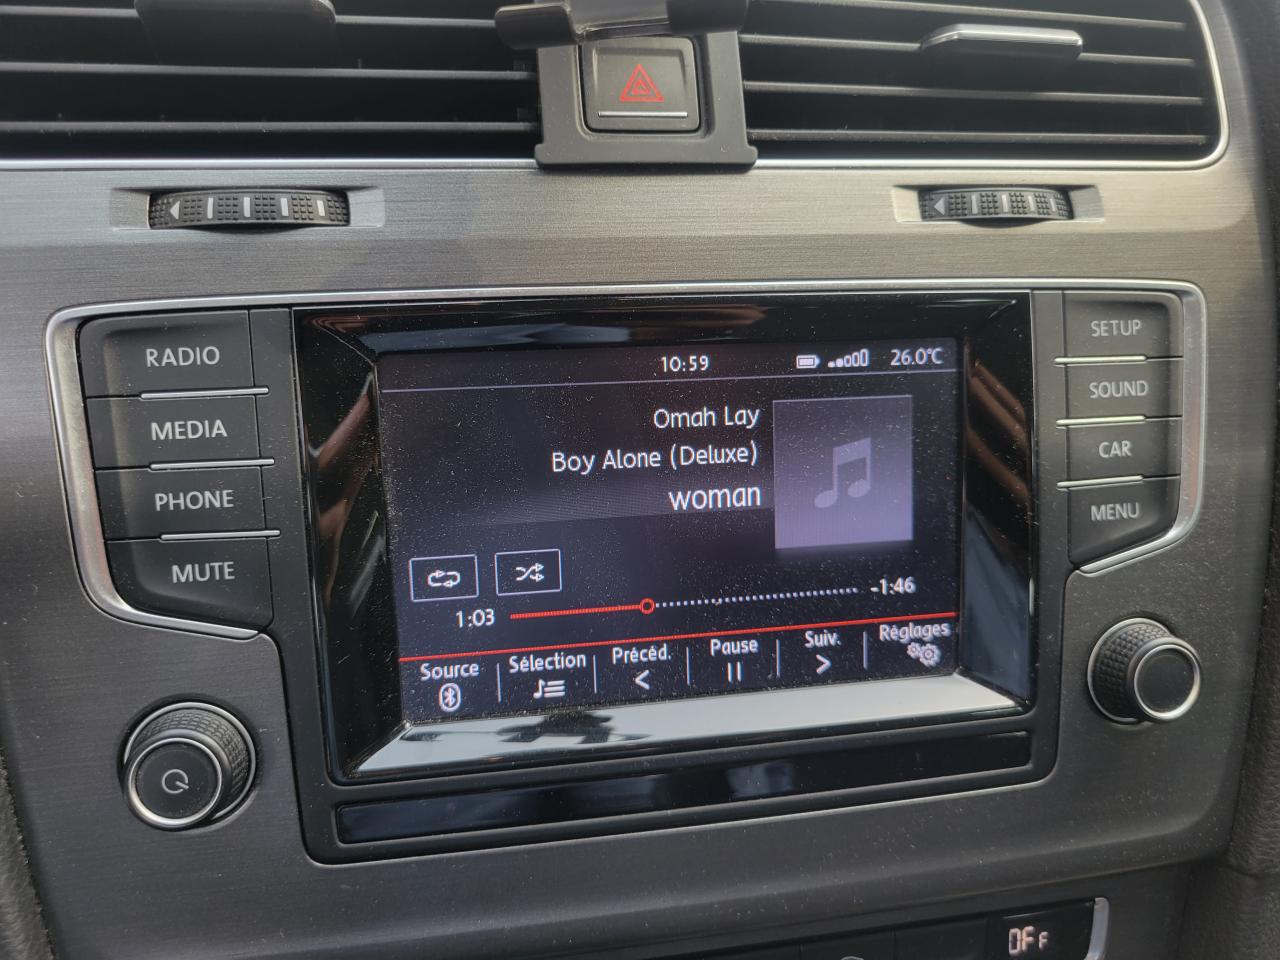 RADIO
MEDIA
PHONE
MUTE
10:59
26.0°C
Omah Lay
Boy Alone (Deluxe)
woman
1:03
-1:46
Source
Sélection
Précéd.
Pause
Suiv.
Réglages
SETUP
SOUND
CAR
MENU
OFF